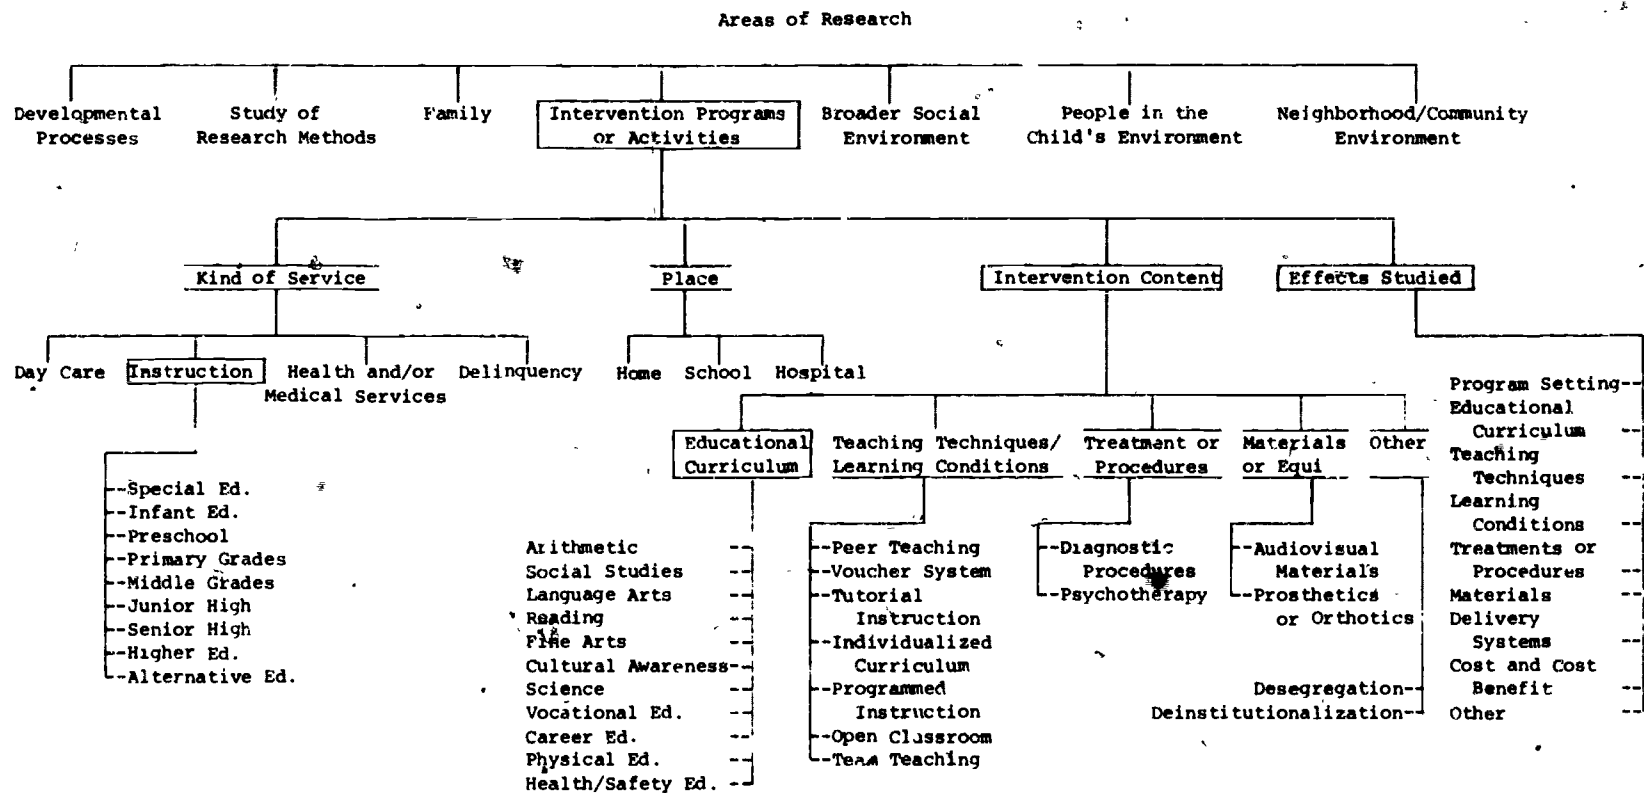 Areas of Research
Developmental
Processes
Study of
Research Methods
Family
Intervention Programs
or Activities
Broader Social
Environment
People in the
Child's Environment
Neighborhood/Community
Environment
Kind of Service
Place
Intervention Content
Effects Studied
Day Care
Instruction
Health and/or
Medical Services
Delinquency
Home
School
Hospital
Educational
Curriculum
Teaching Techniques/
Learning Conditions
Treatment or
Procedures
Materials
or Equi
Other
--Special Ed.
--Infant Ed.
--Preschool
--Primary Grades
--Middle Grades
--Junior High
--Senior High
--Higher Ed.
--Alternative Ed.
Arithmetic --
Social Studies --
Language Arts --
Reading --
Fine Arts --
Cultural Awareness--
Science --
Vocational Ed. --
Career Ed. --
Physical Ed. --
Health/Safety Ed. --
--Peer Teaching
--Voucher System
--Tutorial
Instruction
--Individualized
Curriculum
--Programmed
Instruction
--Open Classroom
--Team Teaching
--Diagnostic
Procedures
--Psychotherapy
--Audiovisual
Materials
--Prosthetics
or Orthotics
Desegregation--
Deinstitutionalization--
Program Setting--
Educational
Curriculum --
Teaching
Techniques --
Learning
Conditions --
Treatments or
Procedures --
Materials --
Delivery
Systems --
Cost and Cost
Benefit --
Other --